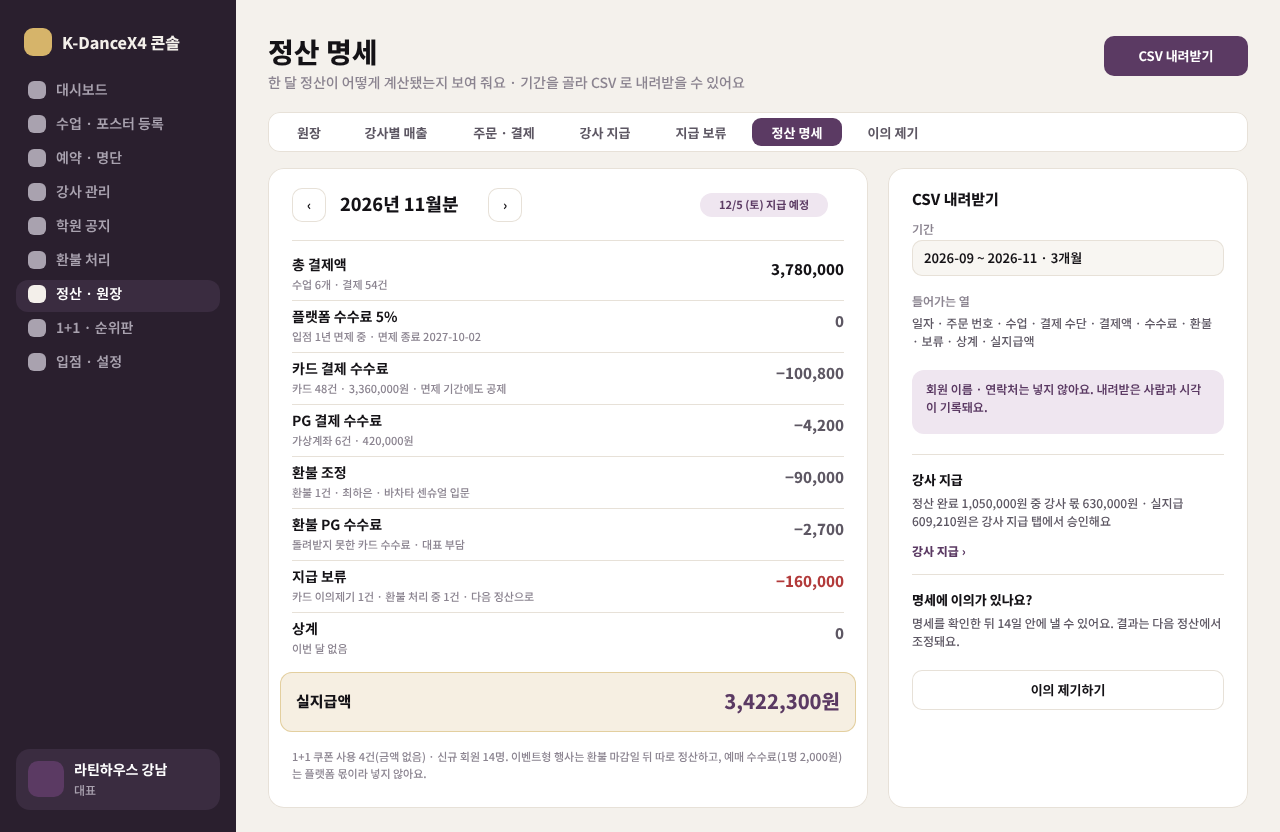 K-DanceX4 콘솔
대시보드
수업 · 포스터 등록
예약 · 명단
강사 관리
학원 공지
환불 처리
정산 · 원장
1+1 · 순위판
입점 · 설정
라틴하우스 강남
대표
정산 명세
한 달 정산이 어떻게 계산됐는지 보여 줘요 · 기간을 골라 CSV 로 내려받을 수 있어요
CSV 내려받기
원장 강사별 매출 주문 · 결제 강사 지급 지급 보류 정산 명세 이의 제기
‹ 2026년 11월분 › 12/5 (토) 지급 예정
총 결제액 3,780,000
수업 6개 · 결제 54건
플랫폼 수수료 5% 0
입점 1년 면제 중 · 면제 종료 2027-10-02
카드 결제 수수료 −100,800
카드 48건 · 3,360,000원 · 면제 기간에도 공제
PG 결제 수수료 −4,200
가상계좌 6건 · 420,000원
환불 조정 −90,000
환불 1건 · 최하은 · 바차타 센슈얼 입문
환불 PG 수수료 −2,700
돌려받지 못한 카드 수수료 · 대표 부담
지급 보류 −160,000
카드 이의제기 1건 · 환불 처리 중 1건 · 다음 정산으로
상계 0
이번 달 없음
실지급액 3,422,300원
1+1 쿠폰 사용 4건(금액 없음) · 신규 회원 14명. 이벤트형 행사는 환불 마감일 뒤 따로 정산하고, 예매 수수료(1명 2,000원)
는 플랫폼 몫이라 넣지 않아요.
CSV 내려받기
기간
2026-09 ~ 2026-11 · 3개월
들어가는 열
일자 · 주문 번호 · 수업 · 결제 수단 · 결제액 · 수수료 · 환불
· 보류 · 상계 · 실지급액
회원 이름 · 연락처는 넣지 않아요. 내려받은 사람과 시각
이 기록돼요.
강사 지급
정산 완료 1,050,000원 중 강사 몫 630,000원 · 실지급
609,210원은 강사 지급 탭에서 승인해요
강사 지급 ›
명세에 이의가 있나요?
명세를 확인한 뒤 14일 안에 낼 수 있어요. 결과는 다음 정산에서
조정돼요.
이의 제기하기